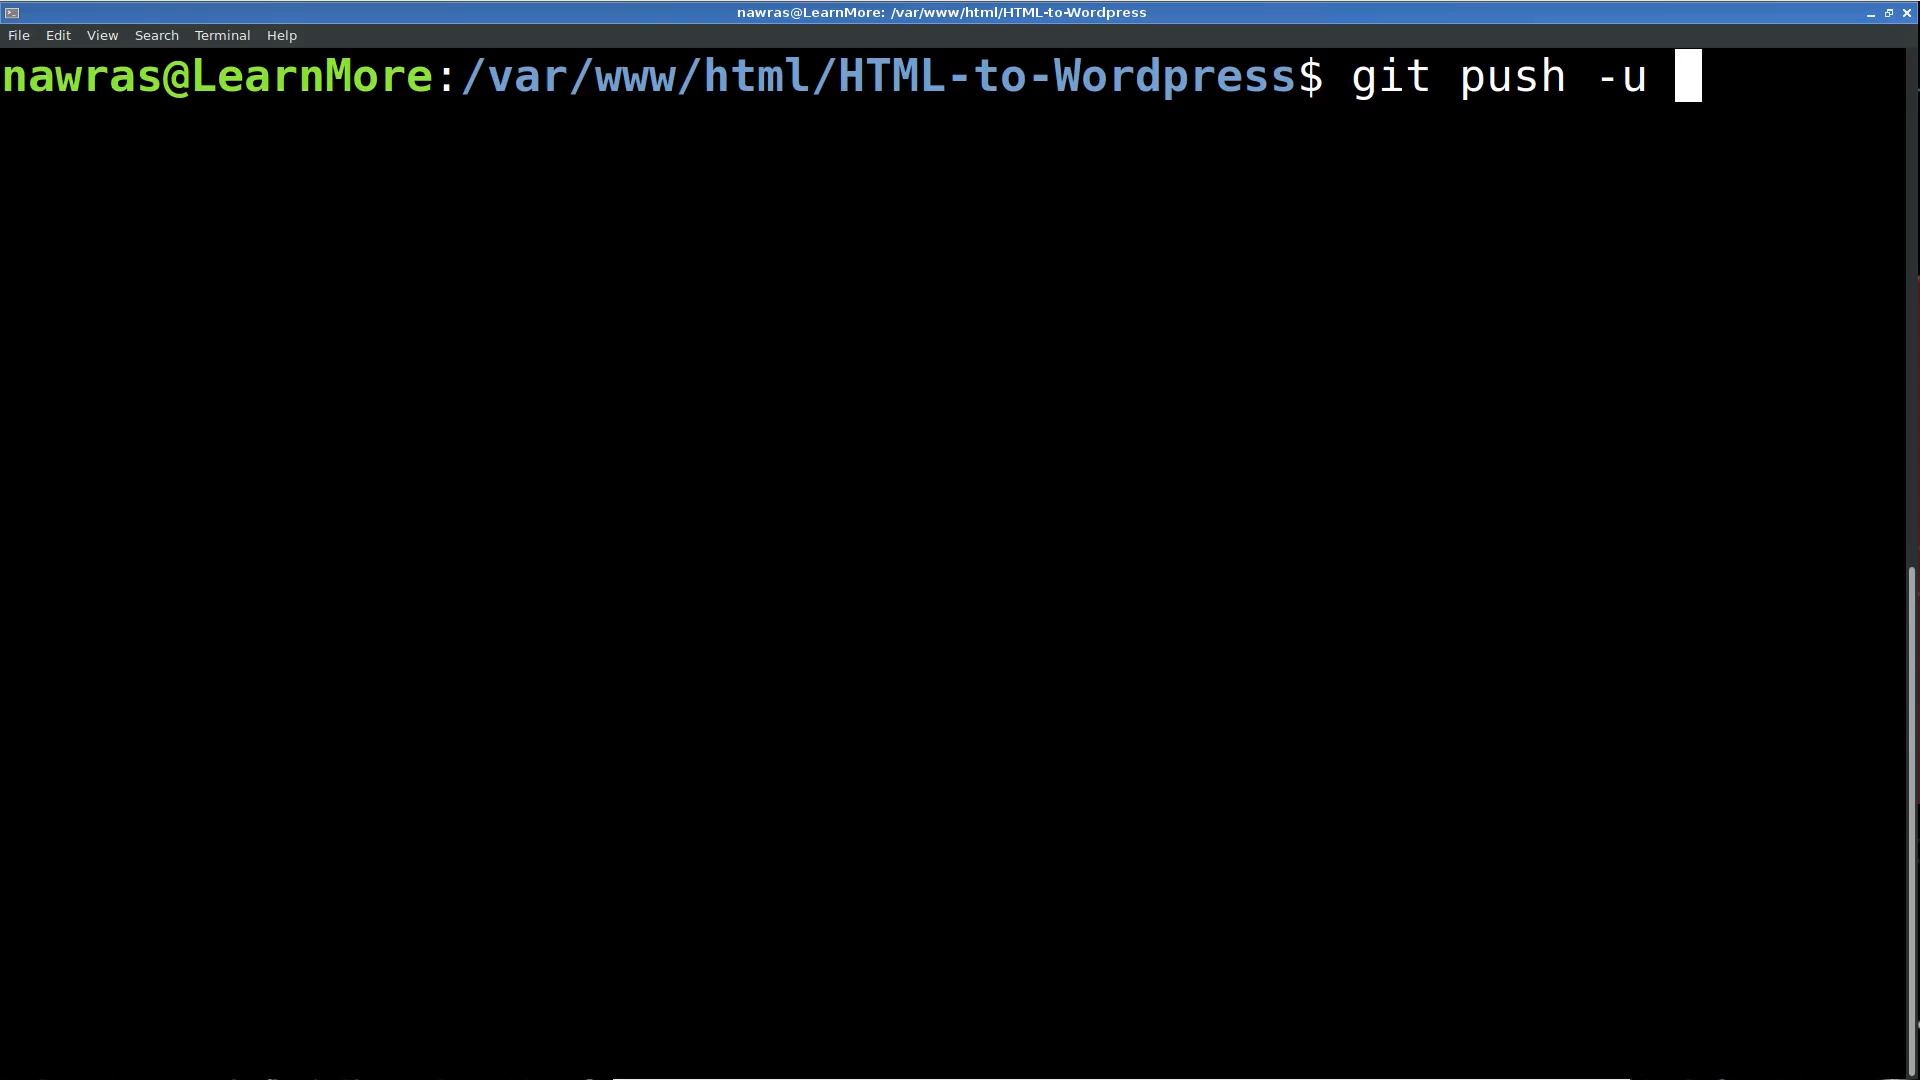 nawras@LearnMore: /var/www/html/HTML-to-Wordpress
File Edit View Search Terminal Help
nawras@LearnMore:/var/www/html/HTML-to-Wordpress$ git push -u